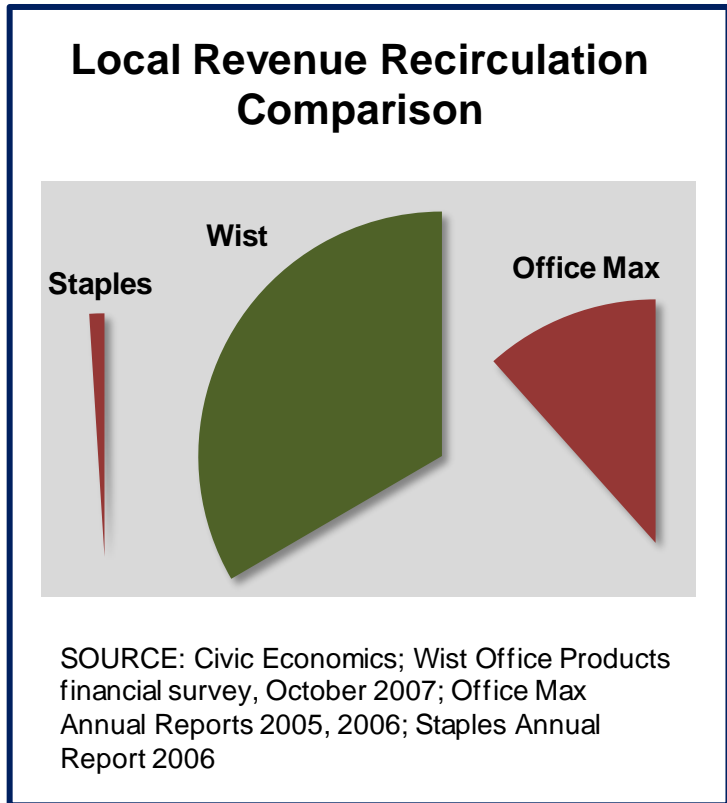 Local Revenue Recirculation
Comparison
Wist
Staples
Office Max
SOURCE: Civic Economics; Wist Office Products
financial survey, October 2007; Office Max
Annual Reports 2005, 2006; Staples Annual
Report 2006